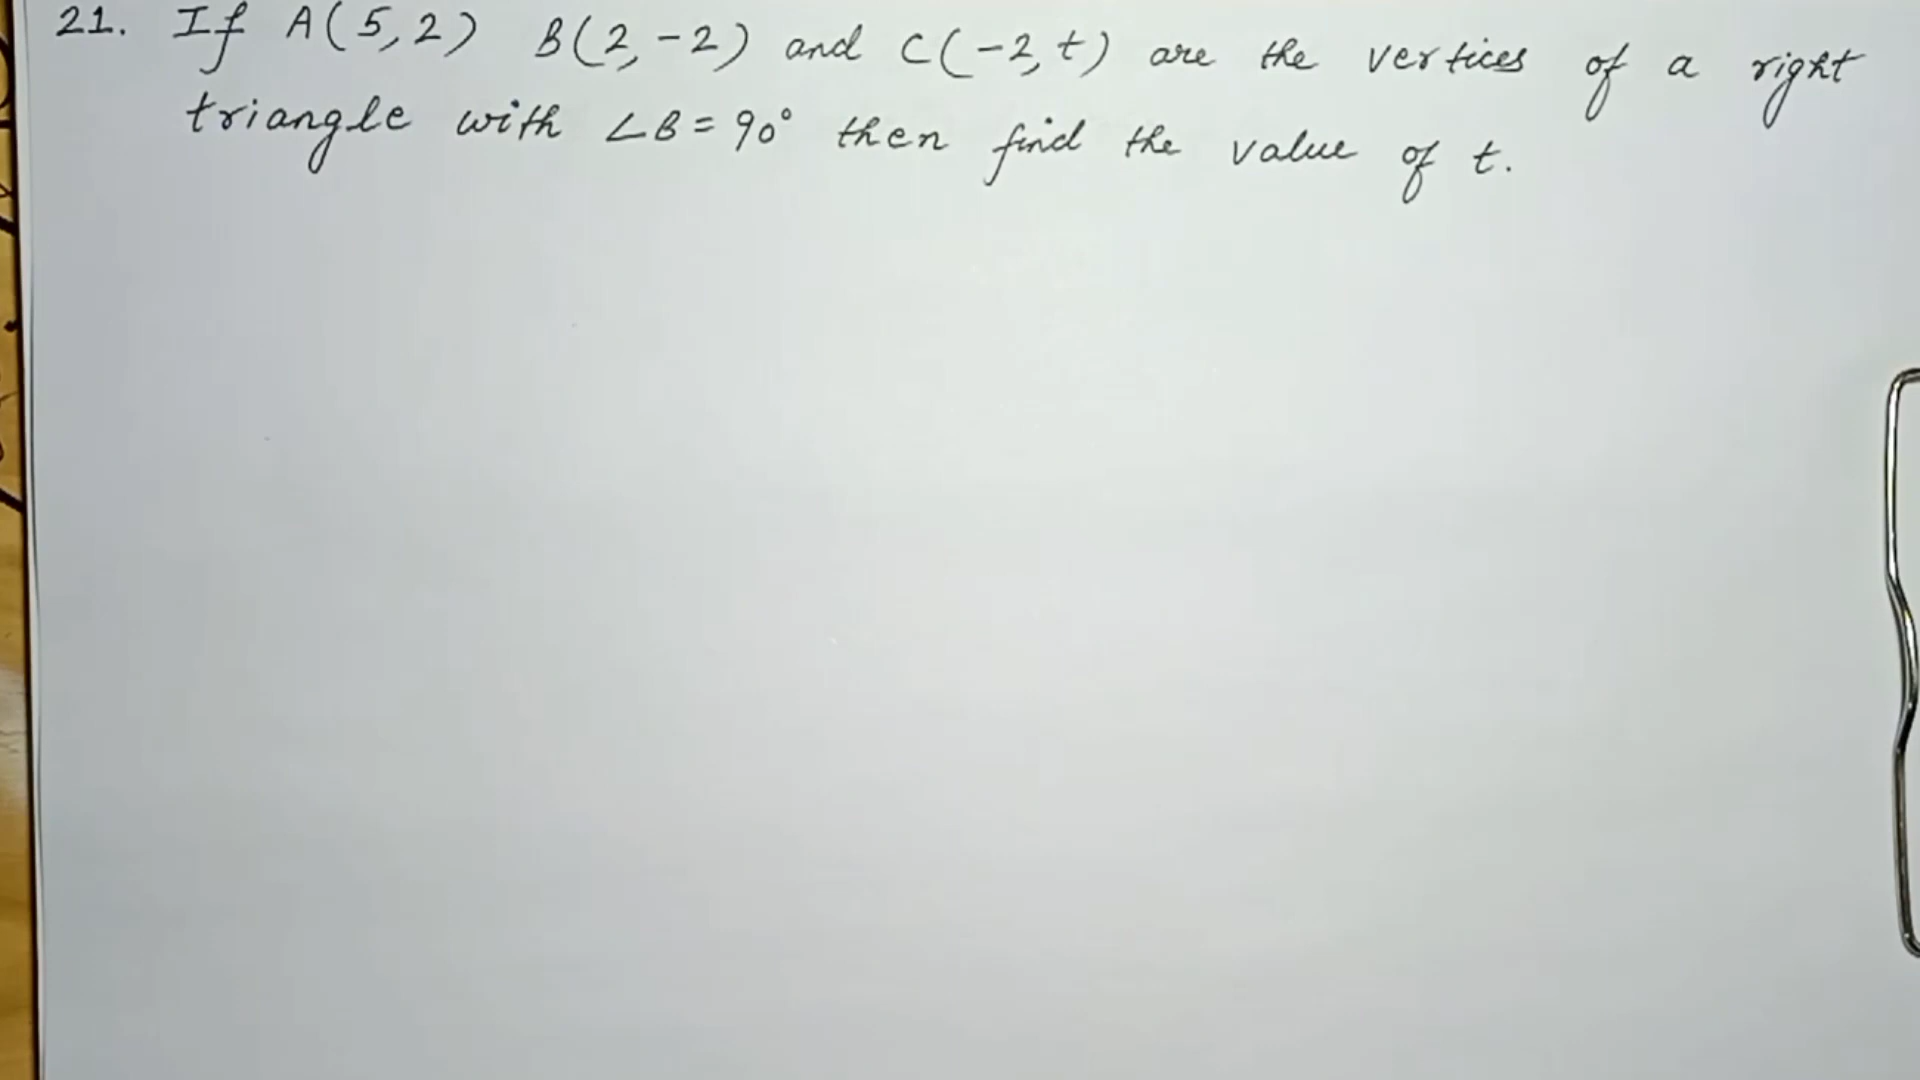 21. If A(5,2) B(2,-2) and C(-2,t) are the vertices of a right
triangle with ∠B=90° then find the value of t.